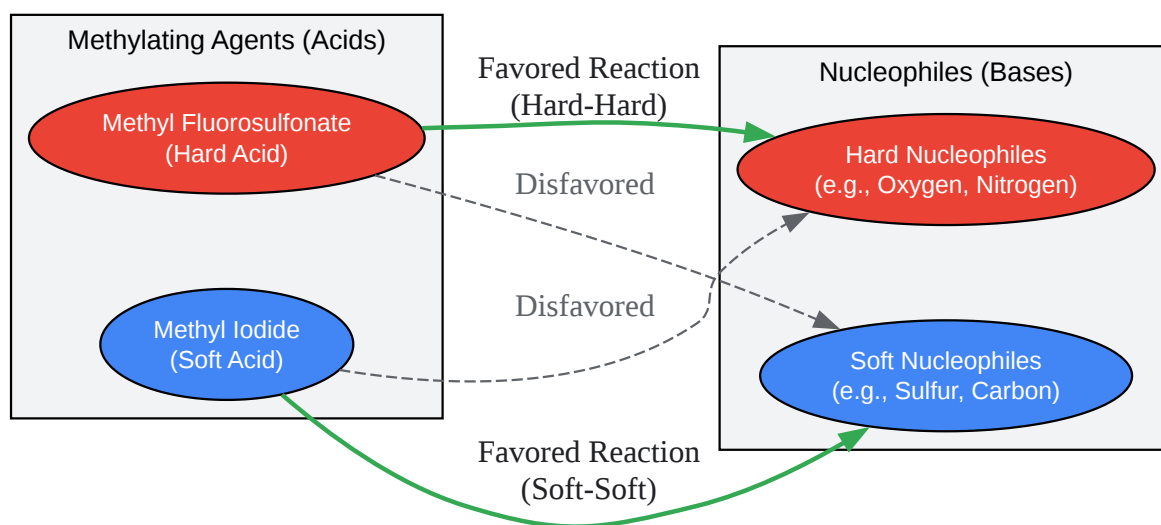 Methylating Agents (Acids)
Methyl Fluorosulfonate
(Hard Acid)
Methyl Iodide
(Soft Acid)
Favored Reaction
(Hard-Hard)
Disfavored
Disfavored
Favored Reaction
(Soft-Soft)
Nucleophiles (Bases)
Hard Nucleophiles
(e.g., Oxygen, Nitrogen)
Soft Nucleophiles
(e.g., Sulfur, Carbon)